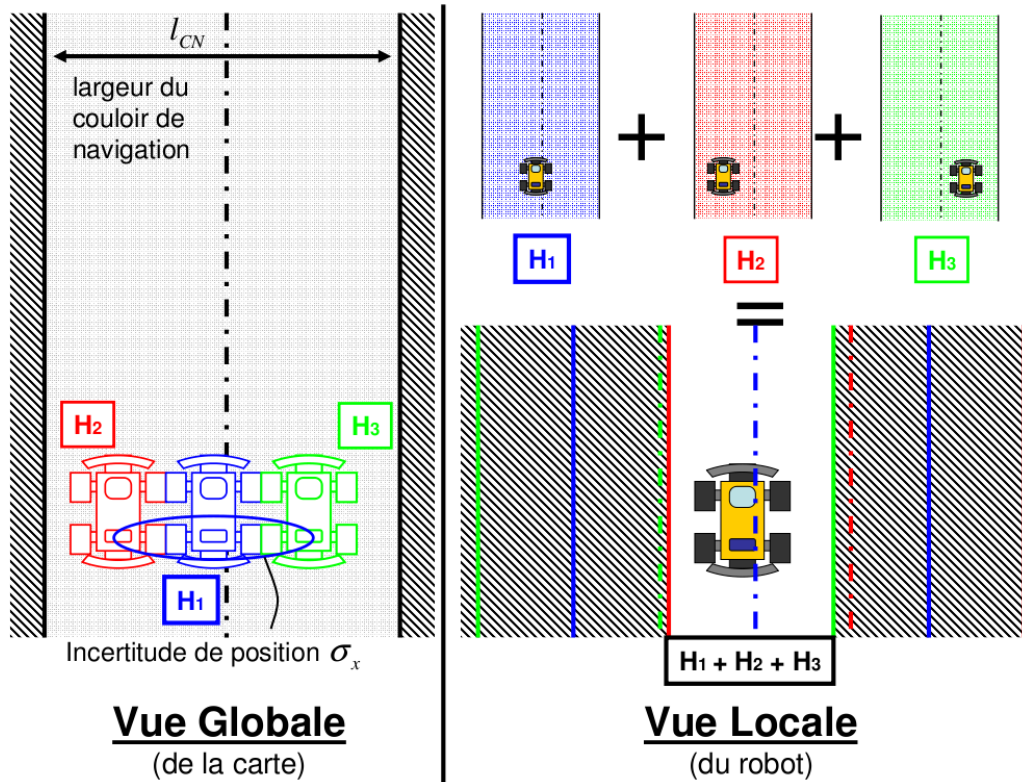 l_CN
largeur du
couloir de
navigation
H2
H3
H1
Incertitude de position σ_x
Vue Globale
(de la carte)
+
+
H1
H2
H3
=
H1 + H2 + H3
Vue Locale
(du robot)